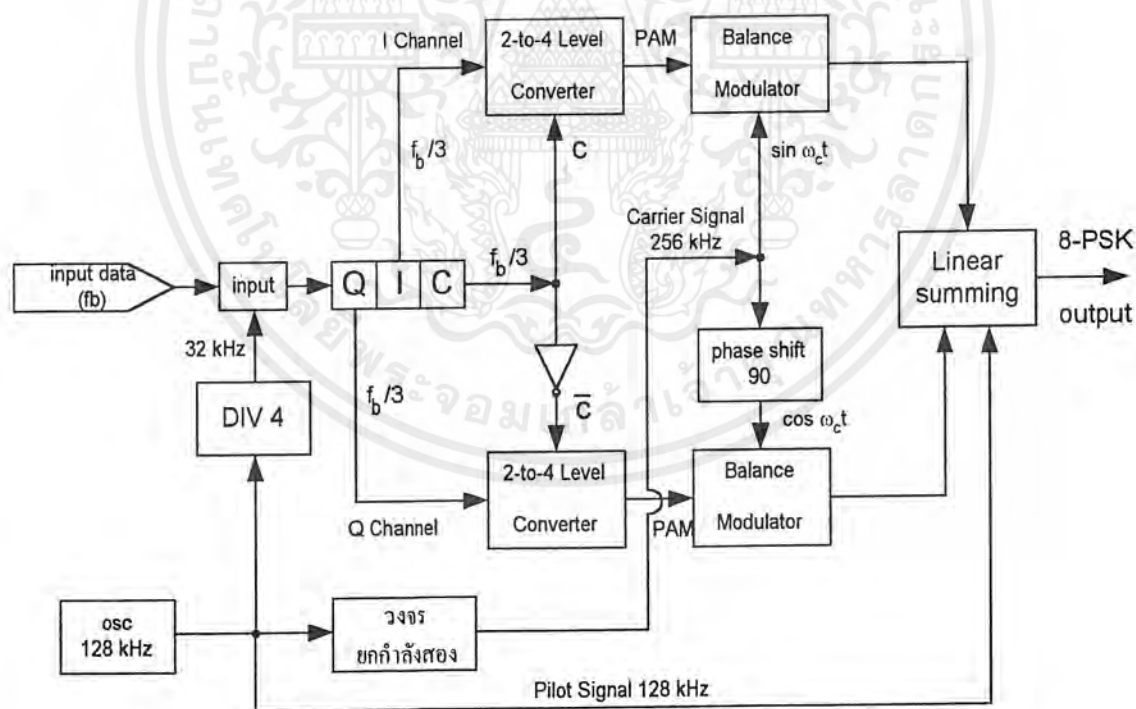 I Channel
2-to-4 Level
Converter
PAM
Balance
Modulator
f_b/3
C
sin ω_c t
Carrier Signal
256 kHz
input data
(fb)
input
Q I C
f_b/3
Linear
summing
8-PSK
output
32 kHz
phase shift
90
DIV 4
f_b/3
C̅
cos ω_c t
2-to-4 Level
Converter
Balance
Modulator
Q Channel
PAM
osc
128 kHz
วงจร
ยกกำลังสอง
Pilot Signal 128 kHz